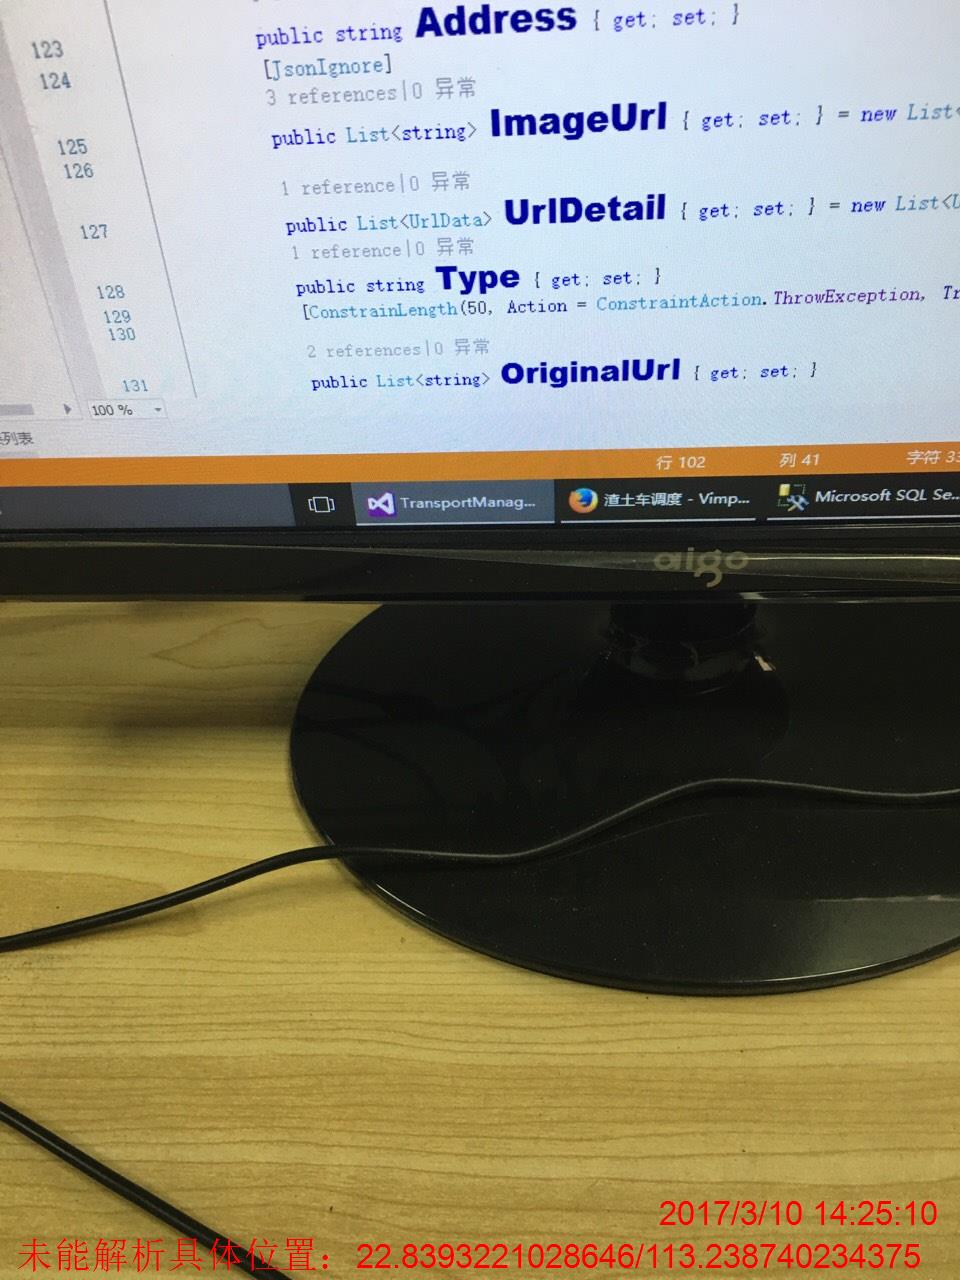 123
public string Address { get; set; }
124
[JsonIgnore]
3 references|0 异常
125
public List<string> ImageUrl { get; set; } = new List<
126
1 reference|0 异常
127
public List<UrlData> UrlDetail { get; set; } = new List<U
1 reference|0 异常
128
public string Type { get; set; }
129
[ConstrainLength(50, Action = ConstraintAction.ThrowException, Tr
130
2 references|0 异常
131
public List<string> OriginalUrl { get; set; }
100 %
列表
行 102 列 41 字符 33
TransportManag... 渣土车调度 - Vimp... Microsoft SQL Se...
aigo
2017/3/10 14:25:10
未能解析具体位置：22.8393221028646/113.238740234375